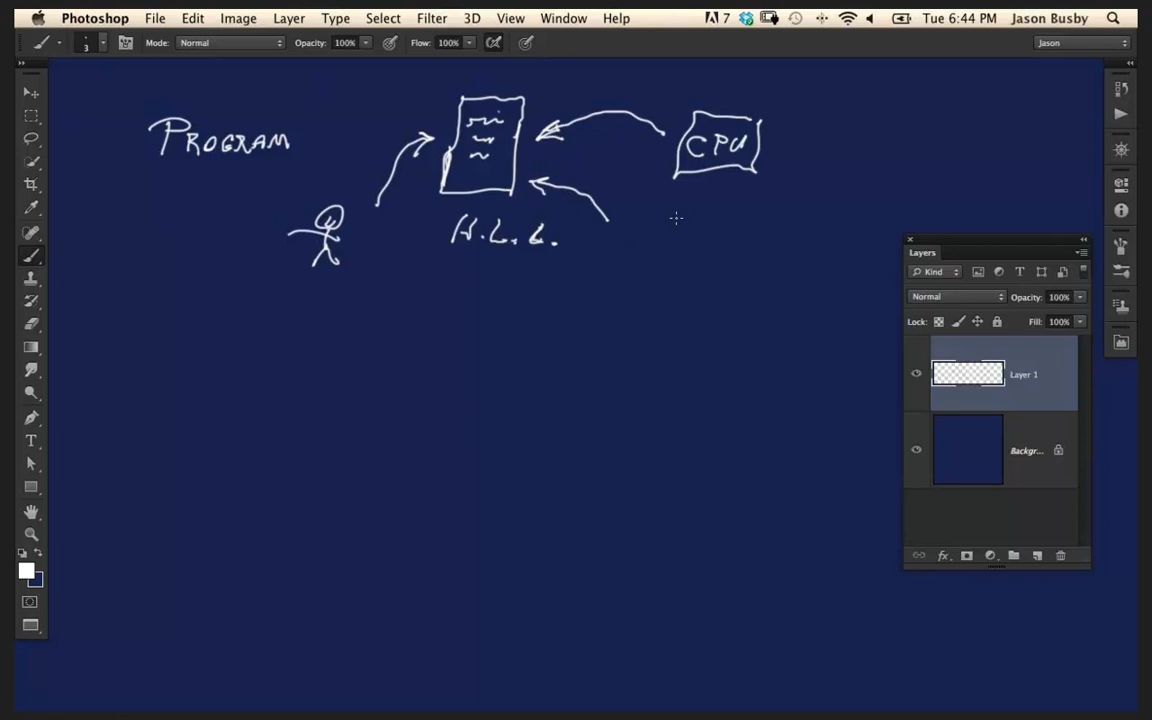 Photoshop File Edit Image Layer Type Select Filter 3D View Window Help 7 Tue 6:44 PM Jason Busby
3 Mode: Normal Opacity: 100% Flow: 100% Jason
PROGRAM
CPU
H.L.L.
Layers
Kind
Normal Opacity: 100%
Lock: Fill: 100%
Layer 1
Backgr...